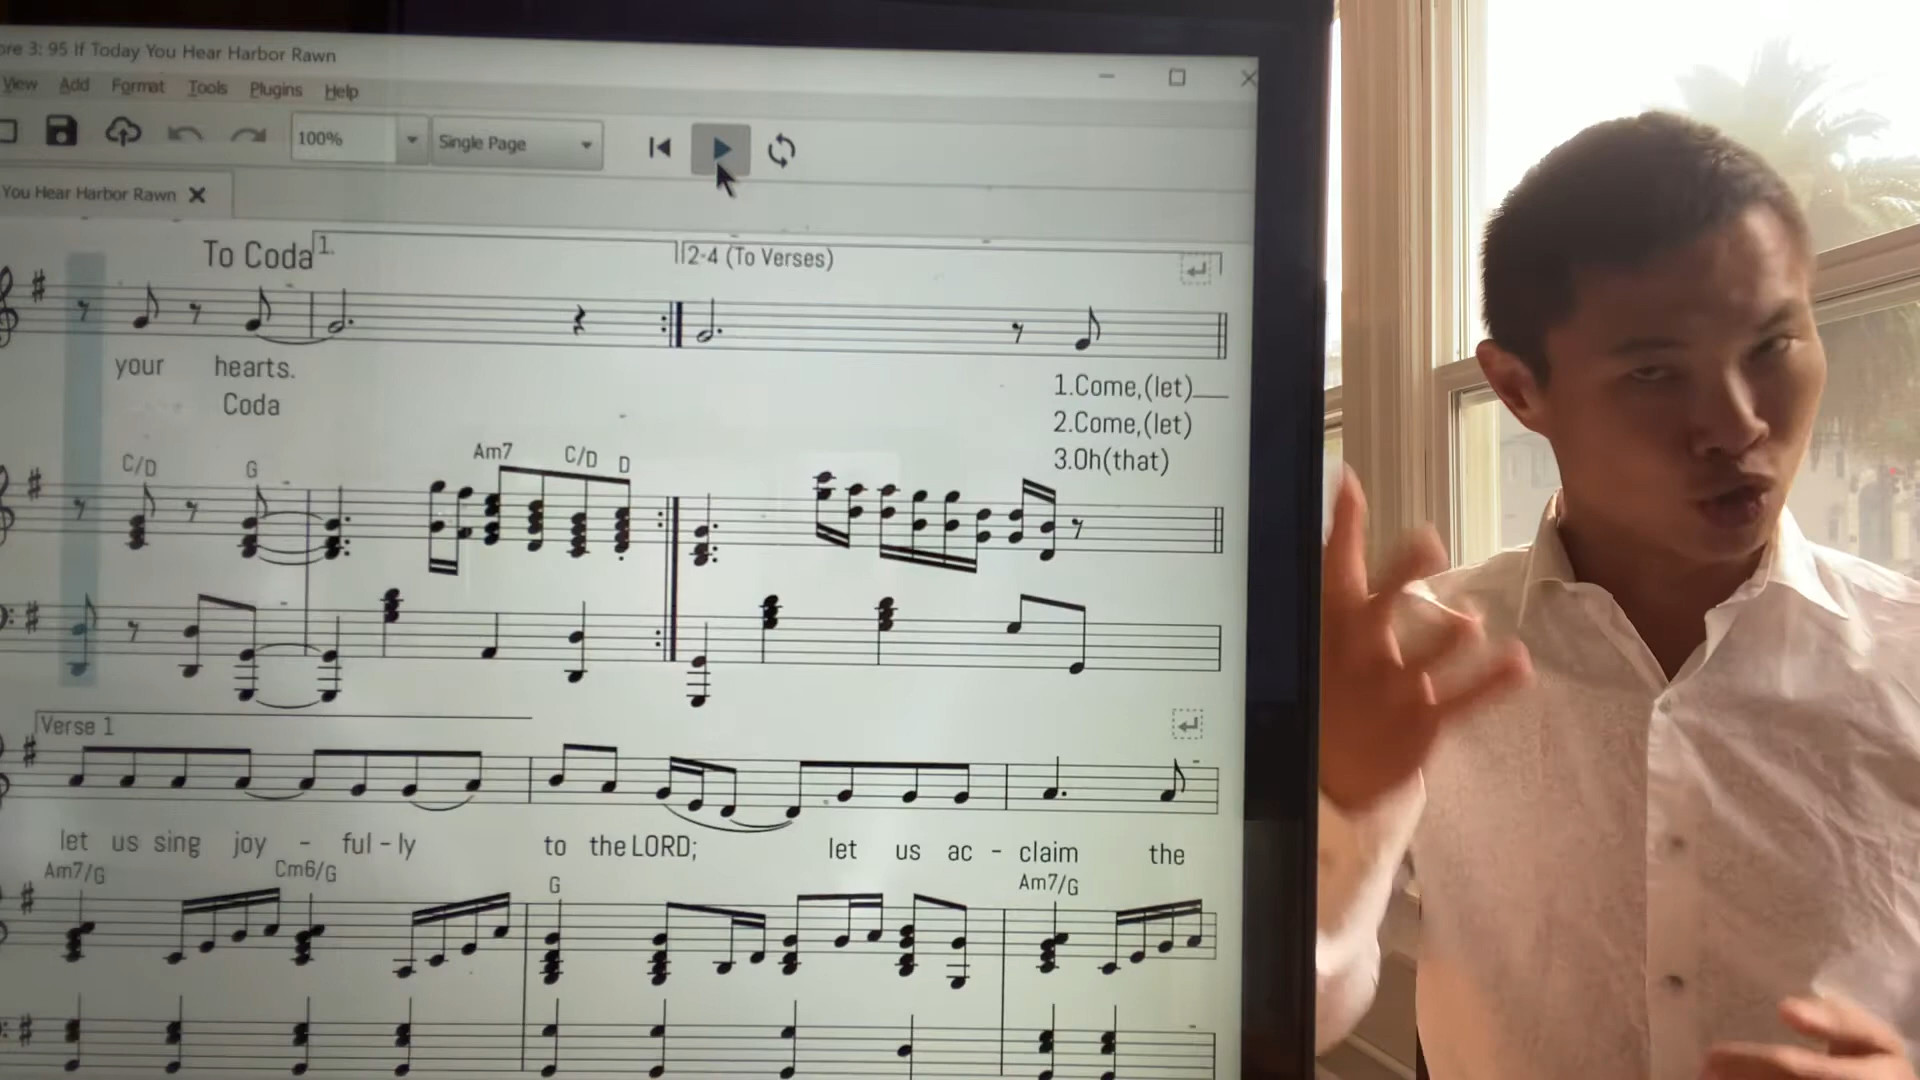 ore 3: 95 If Today You Hear Harbor Rawn
View Add Format Tools Plugins Help
100% Single Page
You Hear Harbor Rawn
To Coda 1. 2-4 (To Verses)
your hearts.
Coda
1.Come,(let)
2.Come,(let)
3.Oh(that)
C/D G Am7 C/D D
Verse 1
let us sing joy - ful - ly to the LORD; let us ac - claim the
Am7/G Cm6/G G Am7/G